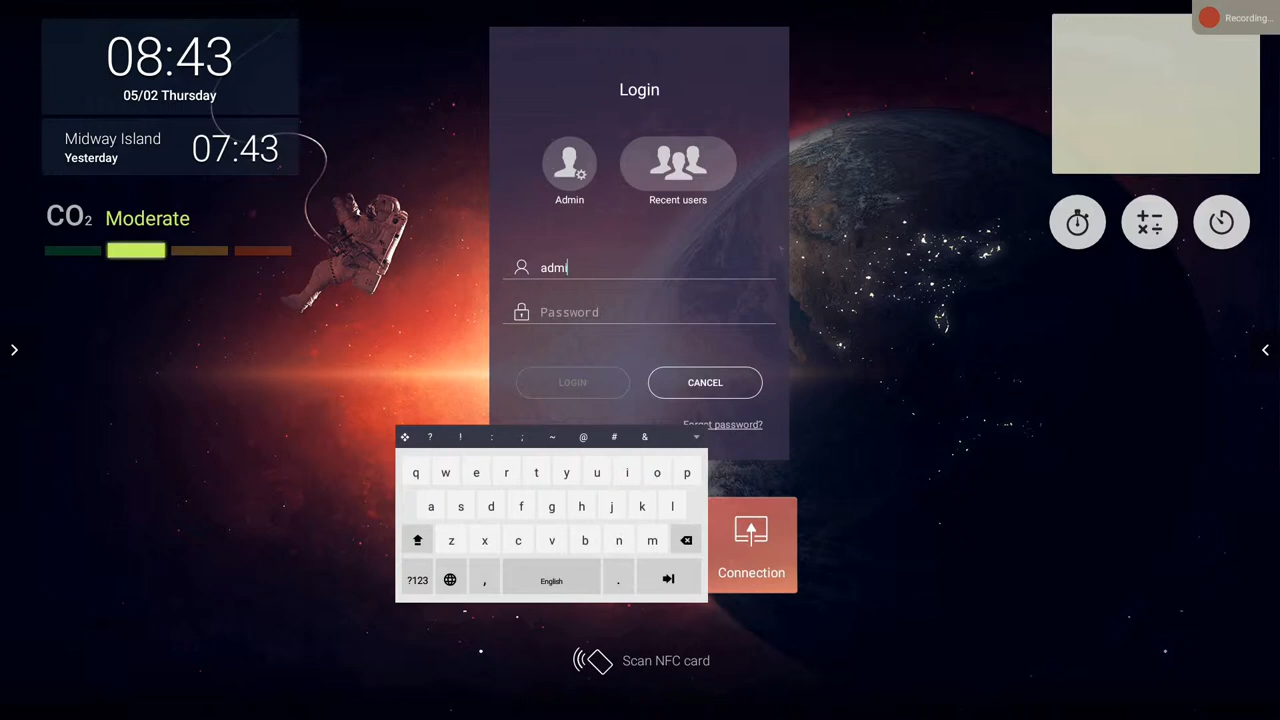 08:43
05/02 Thursday
Midway Island
Yesterday
07:43
CO₂ Moderate
Login
Admin
Recent users
admi
Password
LOGIN
CANCEL
Forgot password?
Recording...
? ! : ; ~ @ # &
q w e r t y u i o p
a s d f g h j k l
z x c v b n m
?123 , English .
Connection
Scan NFC card